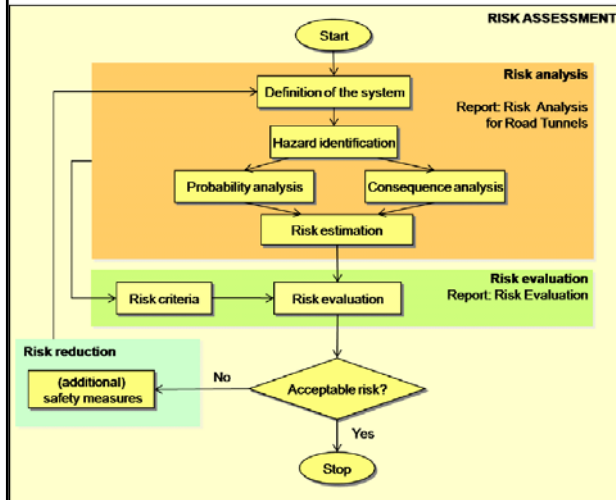 RISK ASSESSMENT
Start
Risk analysis
Definition of the system
Report: Risk Analysis
for Road Tunnels
Hazard identification
Probability analysis
Consequence analysis
Risk estimation
Risk evaluation
Report: Risk Evaluation
Risk criteria
Risk evaluation
Risk reduction
(additional)
safety measures
No
Acceptable risk?
Yes
Stop